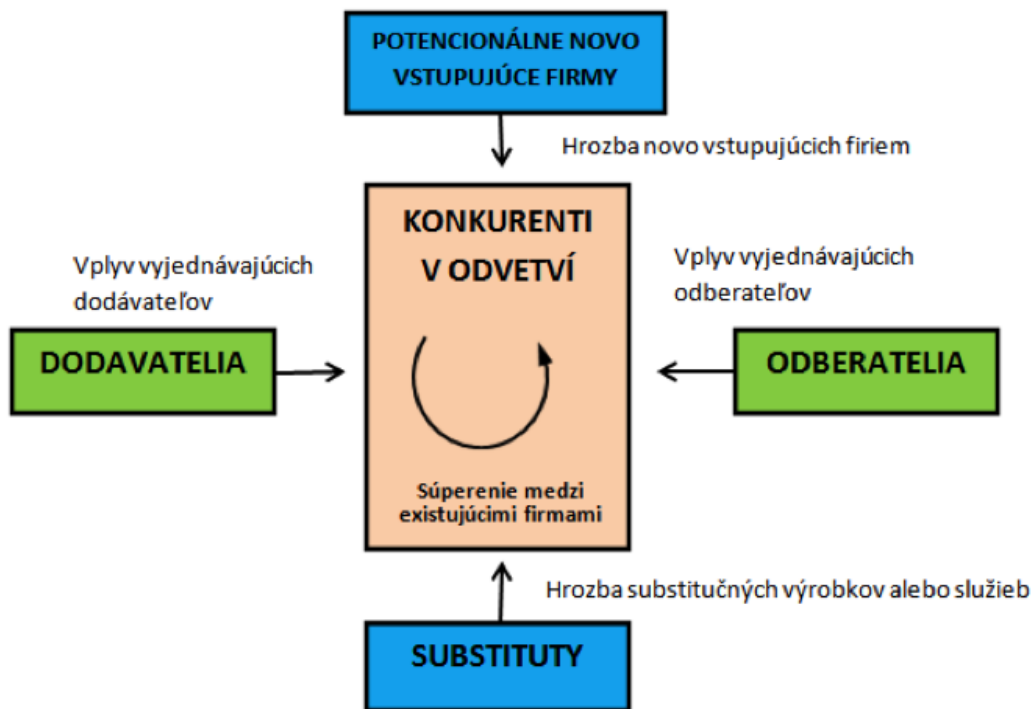 POTENCIONÁLNE NOVO
VSTUPUJÚCE FIRMY
Hrozba novo vstupujúcich firiem
KONKURENTI
V ODVETVÍ
Vplyv vyjednávajúcich
dodávateľov
Vplyv vyjednávajúcich
odberateľov
DODAVATELIA
ODBERATELIA
Súperenie medzi
existujúcimi firmami
Hrozba substitučných výrobkov alebo služieb
SUBSTITUTY